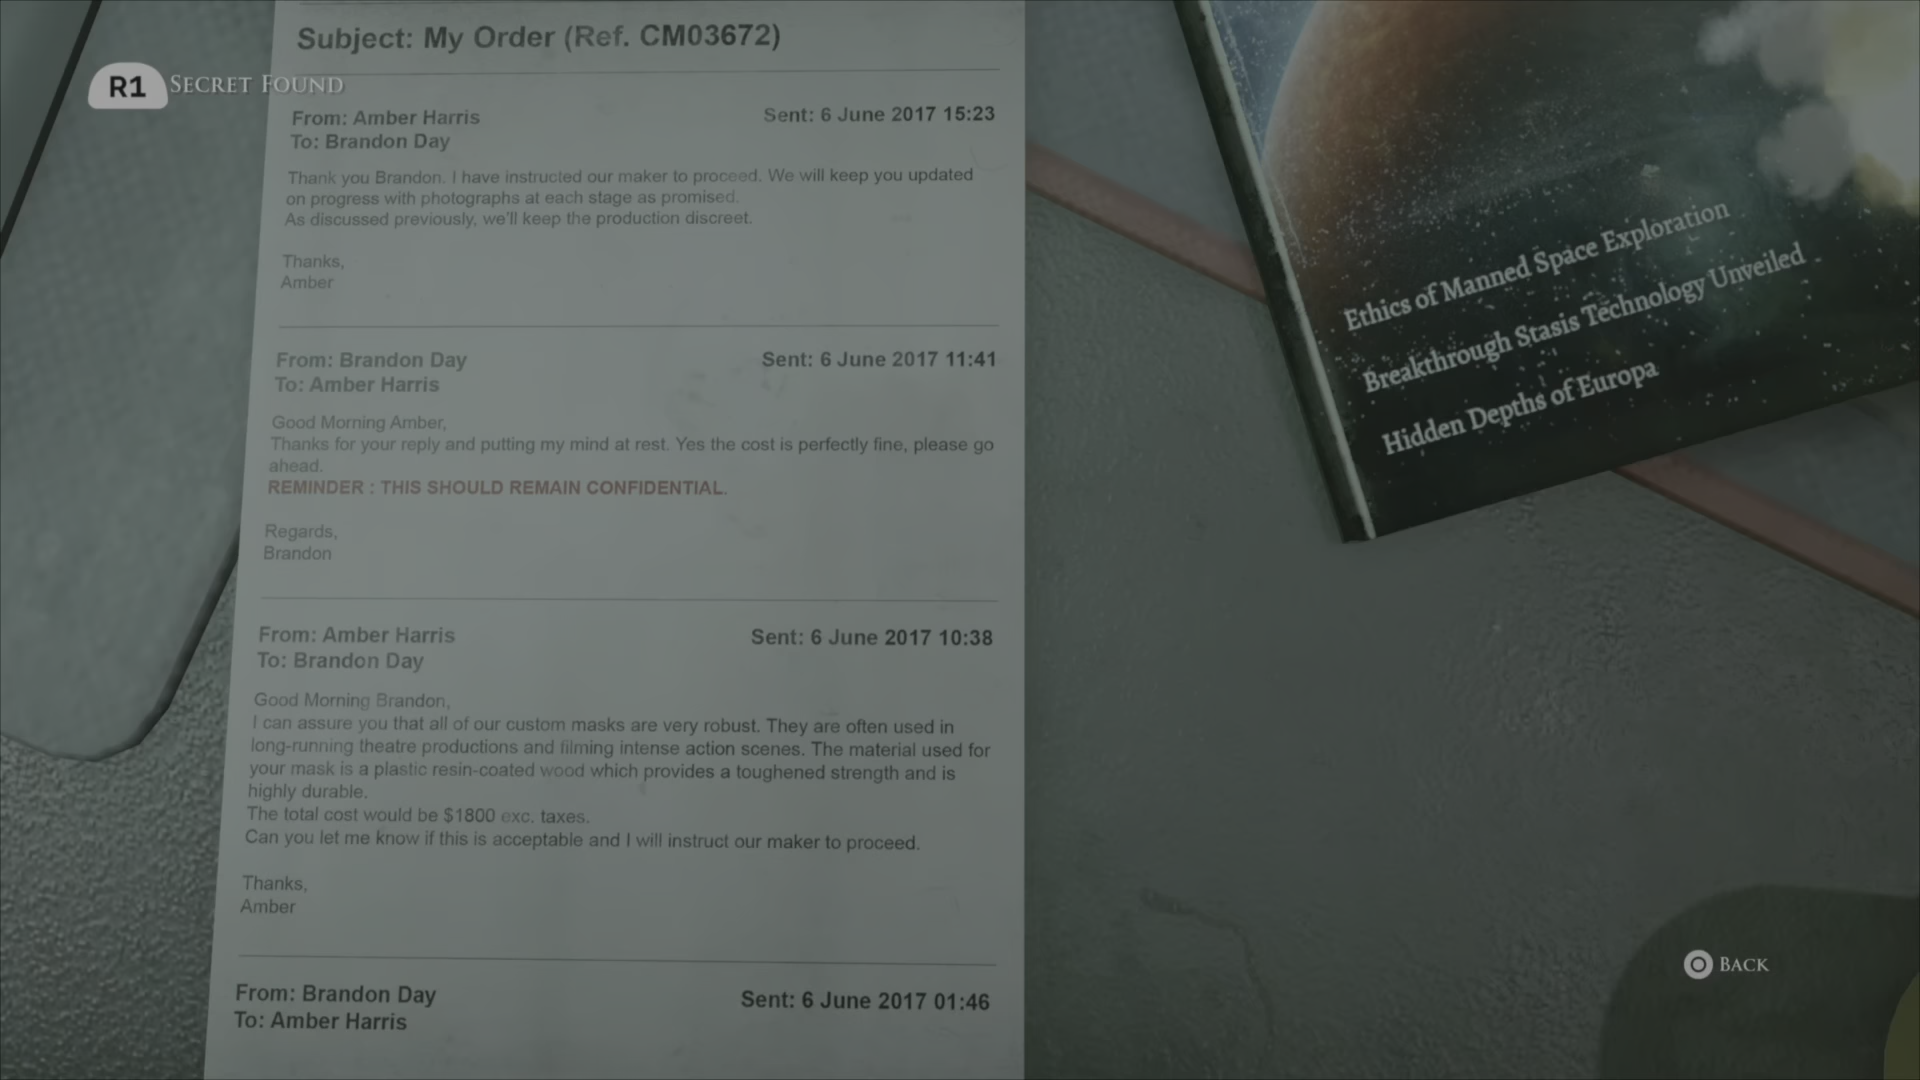 Subject: My Order (Ref. CM03672)
R1 SECRET FOUND
From: Amber Harris
Sent: 6 June 2017 15:23
To: Brandon Day
Thank you Brandon. I have instructed our maker to proceed. We will keep you updated
on progress with photographs at each stage as promised.
As discussed previously, we'll keep the production discreet.
Thanks,
Amber
From: Brandon Day
Sent: 6 June 2017 11:41
To: Amber Harris
Good Morning Amber,
Thanks for your reply and putting my mind at rest. Yes the cost is perfectly fine, please go
ahead.
REMINDER : THIS SHOULD REMAIN CONFIDENTIAL.
Regards,
Brandon
From: Amber Harris
Sent: 6 June 2017 10:38
To: Brandon Day
Good Morning Brandon,
I can assure you that all of our custom masks are very robust. They are often used in
long-running theatre productions and filming intense action scenes. The material used for
your mask is a plastic resin-coated wood which provides a toughened strength and is
highly durable.
The total cost would be $1800 exc. taxes.
Can you let me know if this is acceptable and I will instruct our maker to proceed.
Thanks,
Amber
From: Brandon Day
Sent: 6 June 2017 01:46
To: Amber Harris
Ethics of Manned Space Exploration
Breakthrough Stasis Technology Unveiled
Hidden Depths of Europa
BACK